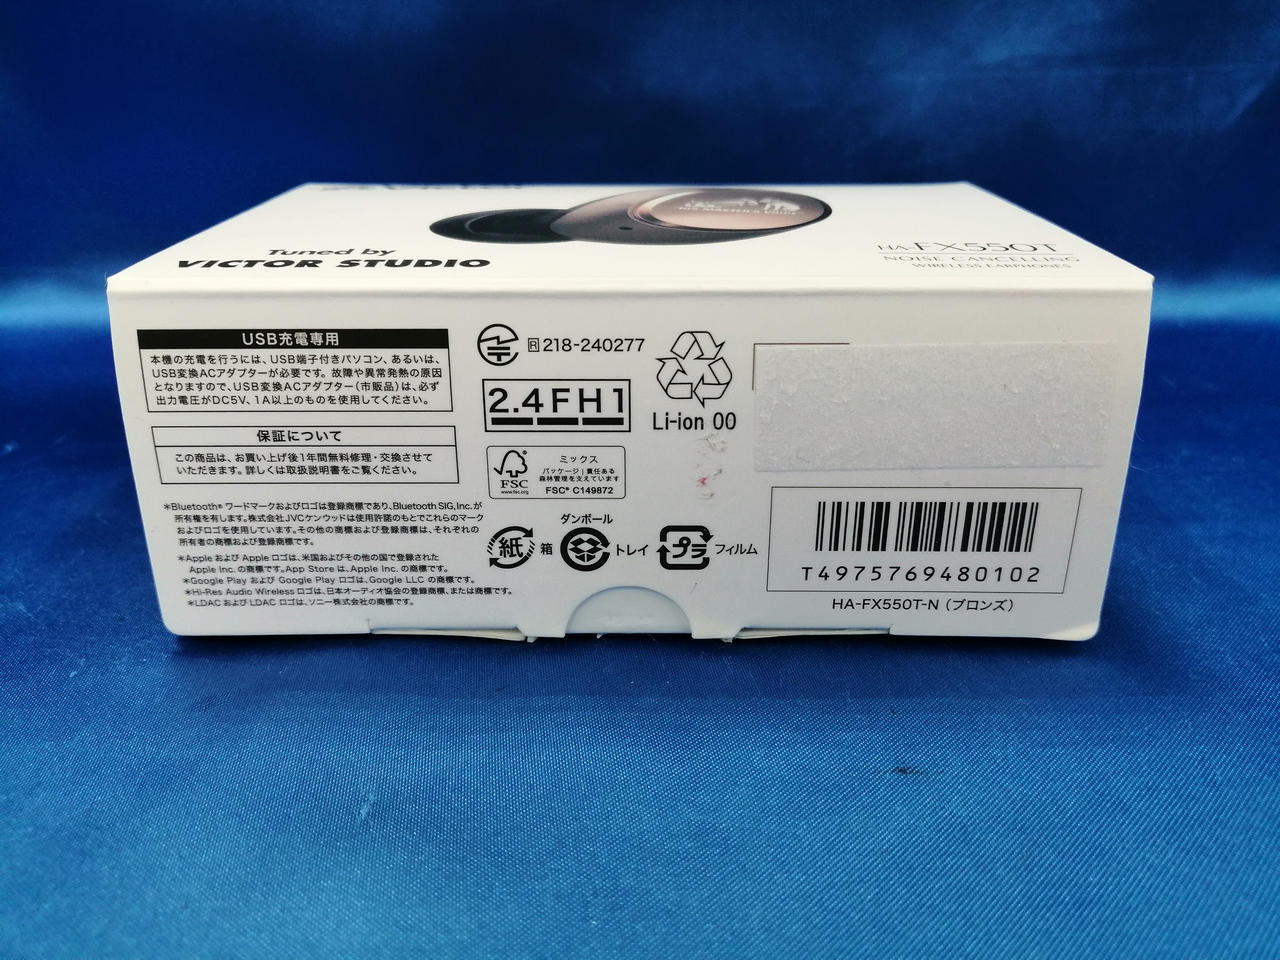 Tuned by
VICTOR STUDIO
HIS MASTER'S VOICE
HA-FX550T
NOISE CANCELLING
WIRELESS EARPHONES
USB充電専用
本機の充電を行うには、USB端子付きパソコン、あるいは、
USB変換ACアダプターが必要です。故障や異常発熱の原因
となりますので、USB変換ACアダプター(市販品)は、必ず
出力電圧がDC5V、1A以上のものを使用してください。
保証について
この商品は、お買い上げ後1年間無料修理・交換させて
いただきます。詳しくは取扱説明書をご覧ください。
*Bluetooth® ワードマークおよびロゴは登録商標であり、Bluetooth SIG, Inc.が
所有権を有します。株式会社JVCケンウッドは使用許諾のもとでこれらのマーク
およびロゴを使用しています。その他の商標および登録商標は、それぞれの
所有者の商標および登録商標です。
*Apple および Apple ロゴは、米国およびその他の国で登録された
Apple Inc. の商標です。App Store は、Apple Inc. の商標です。
*Google Play および Google Play ロゴは、Google LLC の商標です。
*Hi-Res Audio Wireless ロゴは、日本オーディオ協会の登録商標、または商標です。
*LDAC および LDAC ロゴは、ソニー株式会社の商標です。
R 218-240277
2.4FH1
FSC
www.fsc.org
ミックス
パッケージ | 責任ある
森林管理を支えています
FSC® C149872
Li-ion 00
紙 箱
ダンボール
トレイ
プラ フィルム
T4975769480102
HA-FX550T-N (ブロンズ)